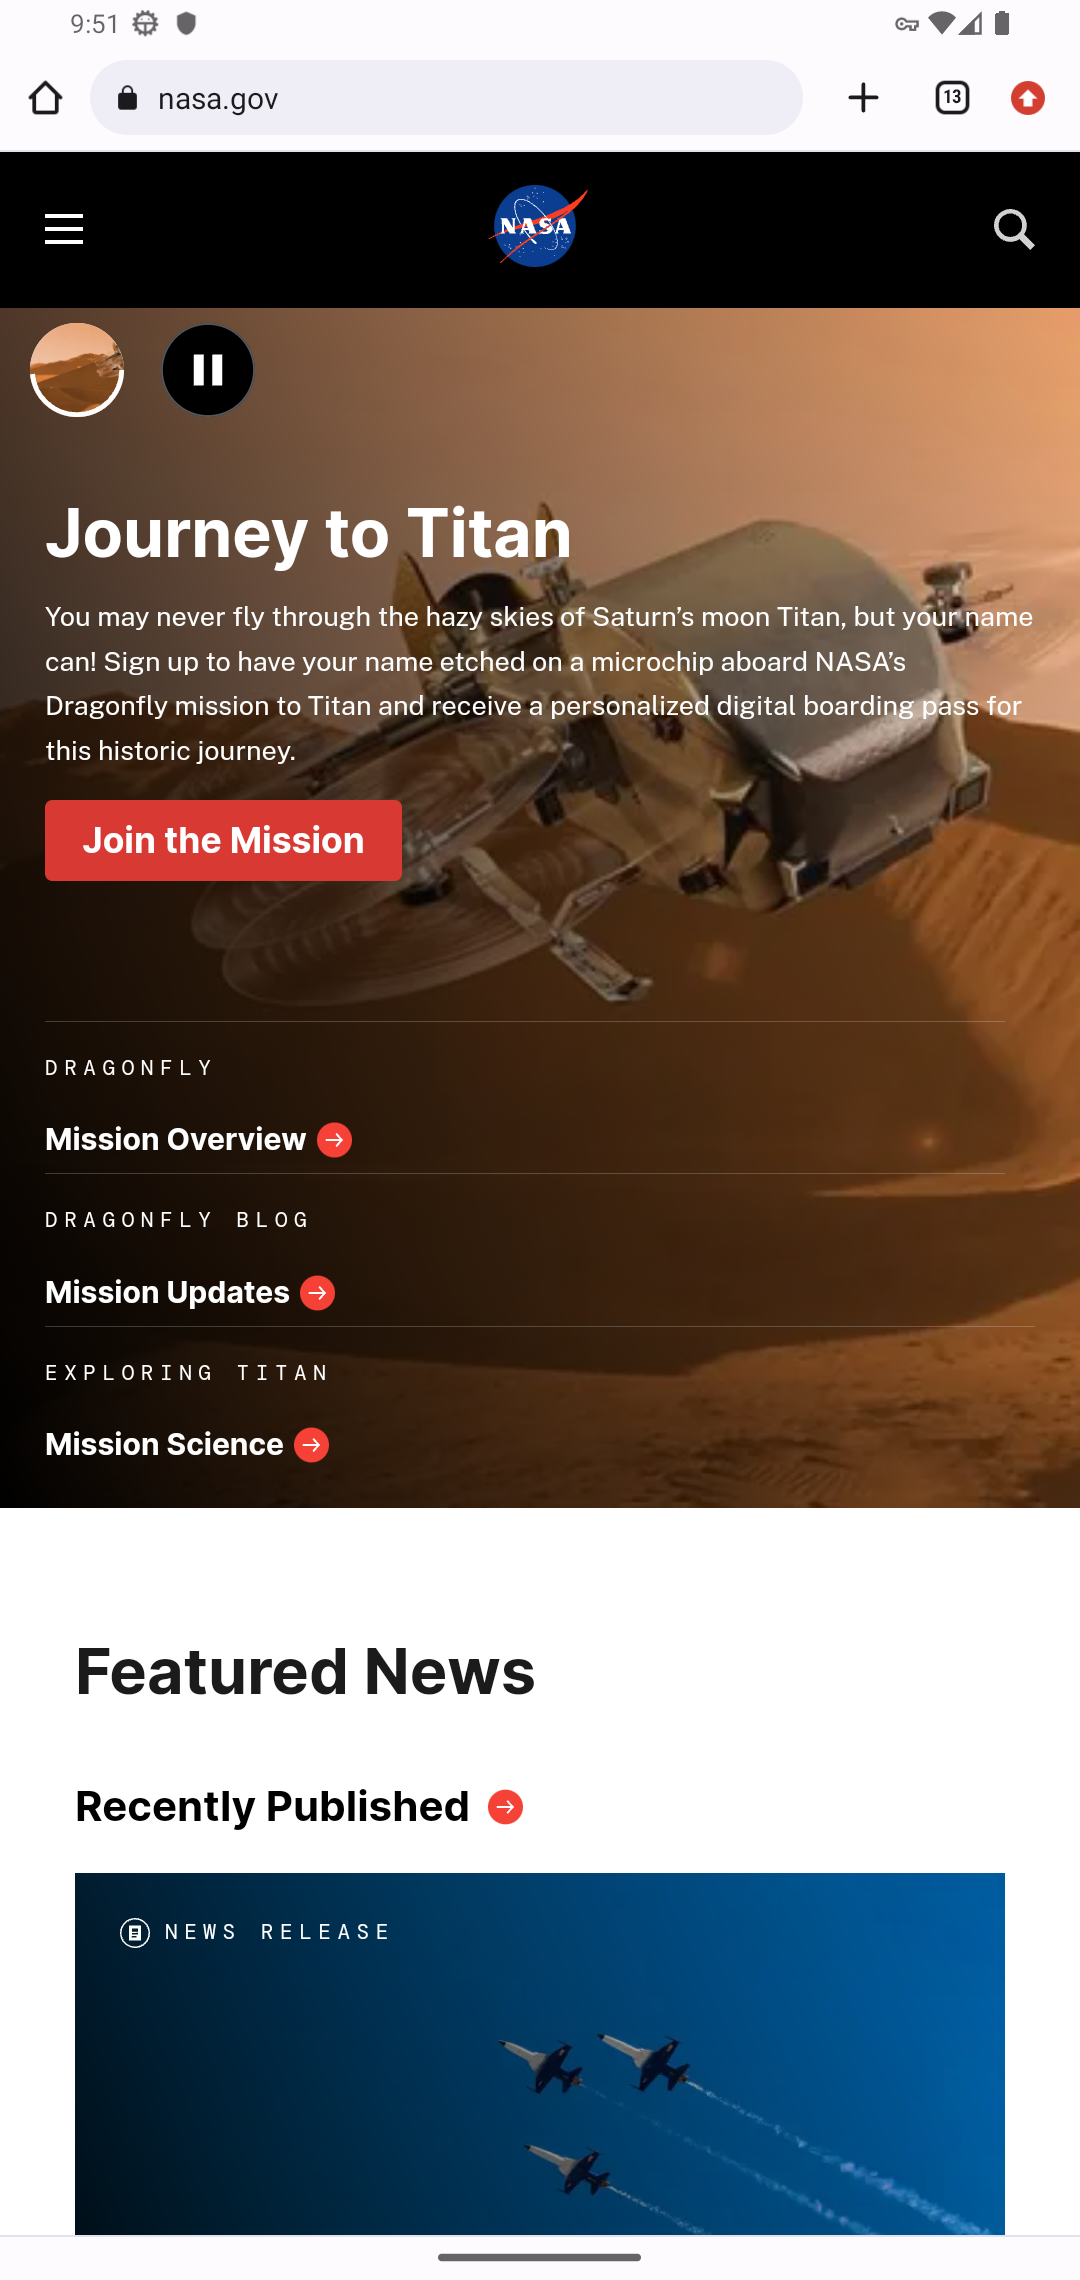 9:51
nasa.gov
13
NASA
Journey to Titan
You may never fly through the hazy skies of Saturn’s moon Titan, but your name
can! Sign up to have your name etched on a microchip aboard NASA’s
Dragonfly mission to Titan and receive a personalized digital boarding pass for
this historic journey.
Join the Mission
DRAGONFLY
Mission Overview
DRAGONFLY BLOG
Mission Updates
EXPLORING TITAN
Mission Science
Featured News
Recently Published
NEWS RELEASE